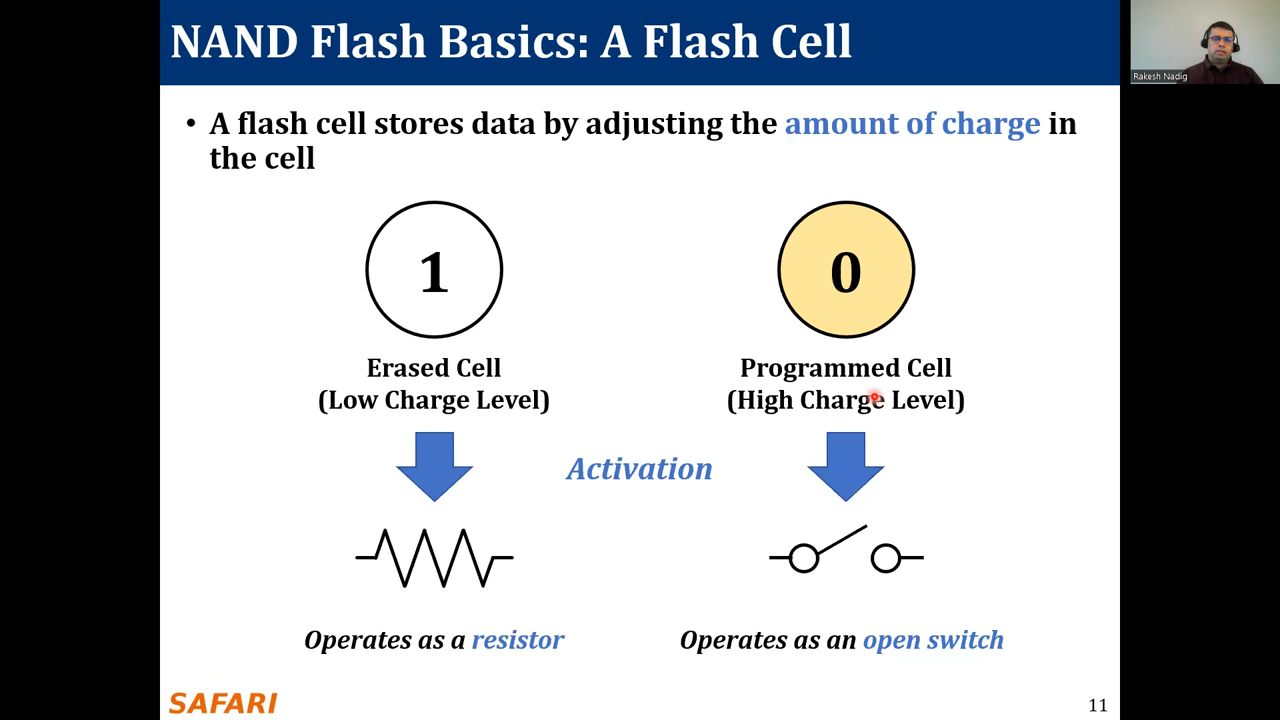 NAND Flash Basics: A Flash Cell
Rakesh Nadig
• A flash cell stores data by adjusting the amount of charge in
the cell
1
0
Erased Cell
(Low Charge Level)
Programmed Cell
(High Charge Level)
Activation
Operates as a resistor
Operates as an open switch
SAFARI
11